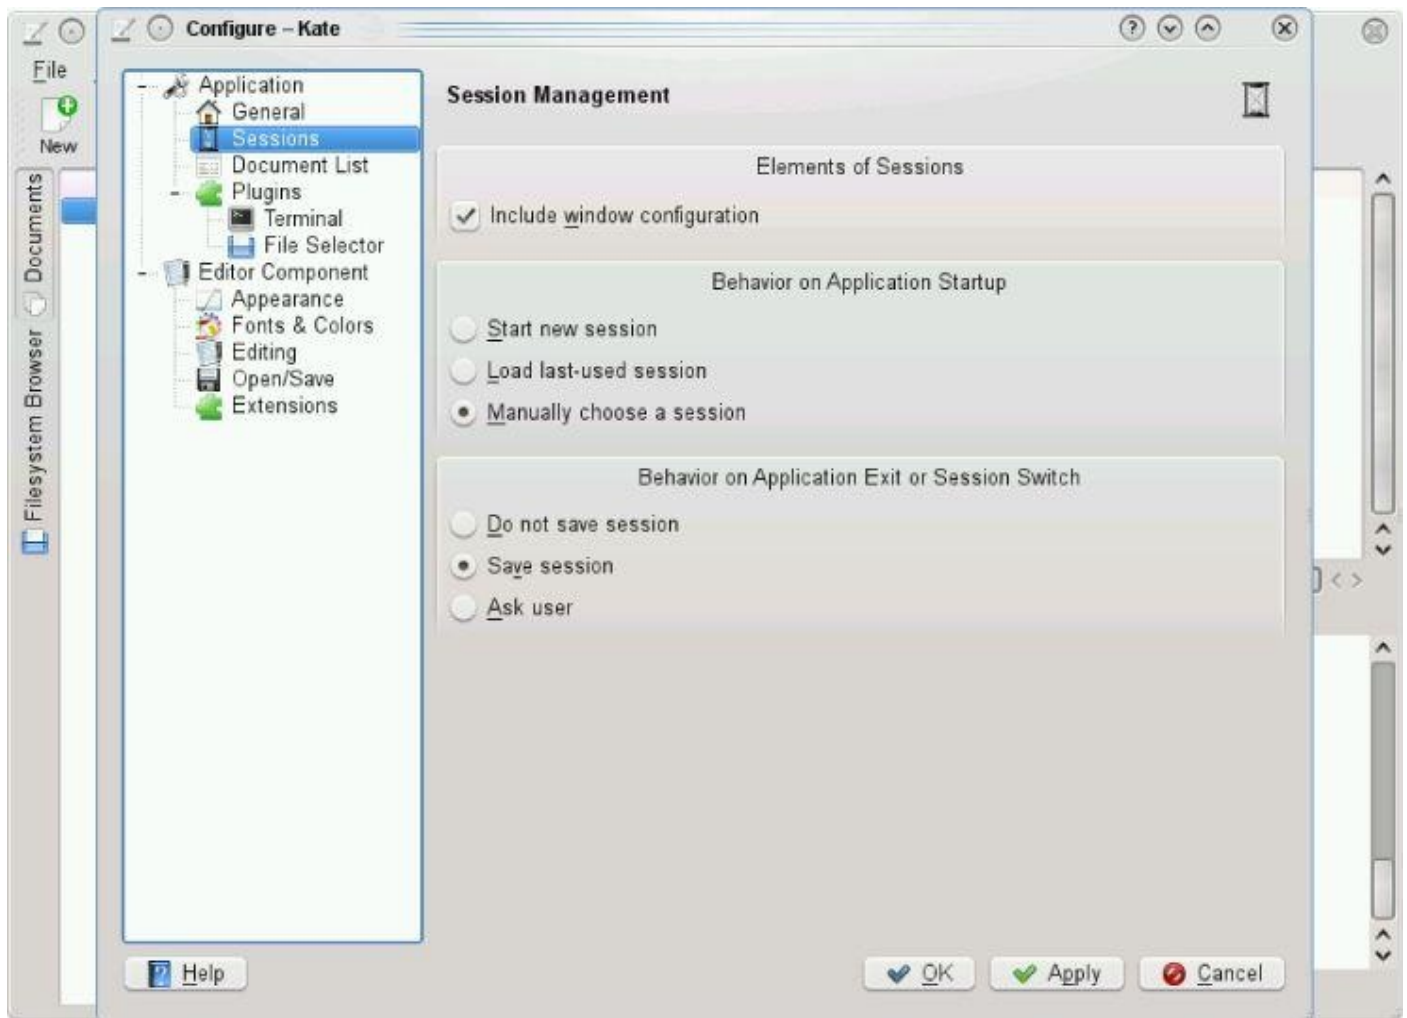 Configure – Kate
File
New
Documents
Filesystem Browser
Application
General
Sessions
Document List
Plugins
Terminal
File Selector
Editor Component
Appearance
Fonts & Colors
Editing
Open/Save
Extensions
Session Management
Elements of Sessions
Include window configuration
Behavior on Application Startup
Start new session
Load last-used session
Manually choose a session
Behavior on Application Exit or Session Switch
Do not save session
Save session
Ask user
Help
OK
Apply
Cancel